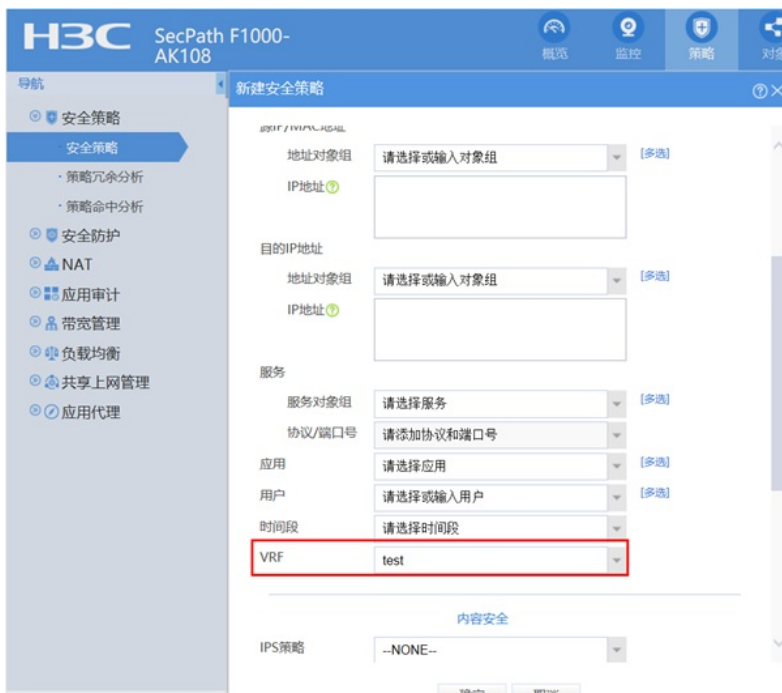 H3C SecPath F1000-
AK108
概览
监控
策略
导航
新建安全策略
安全策略
安全策略
策略冗余分析
策略命中分析
安全防护
NAT
应用审计
带宽管理
负载均衡
共享上网管理
应用代理
源IP/MAC地址
地址对象组 请选择或输入对象组 [多选]
IP地址
目的IP地址
地址对象组 请选择或输入对象组 [多选]
IP地址
服务
服务对象组 请选择服务 [多选]
协议/端口号 请添加协议和端口号
应用 请选择应用 [多选]
用户 请选择或输入用户 [多选]
时间段 请选择时间段
VRF test
内容安全
IPS策略 --NONE--